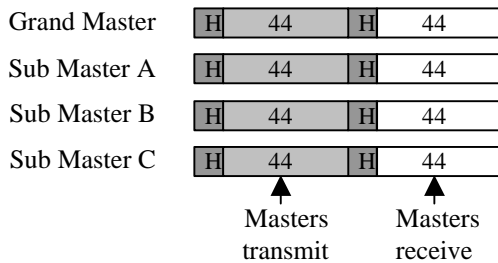 Grand Master H 44 H 44
Sub Master A H 44 H 44
Sub Master B H 44 H 44
Sub Master C H 44 H 44
Masters Masters
transmit receive